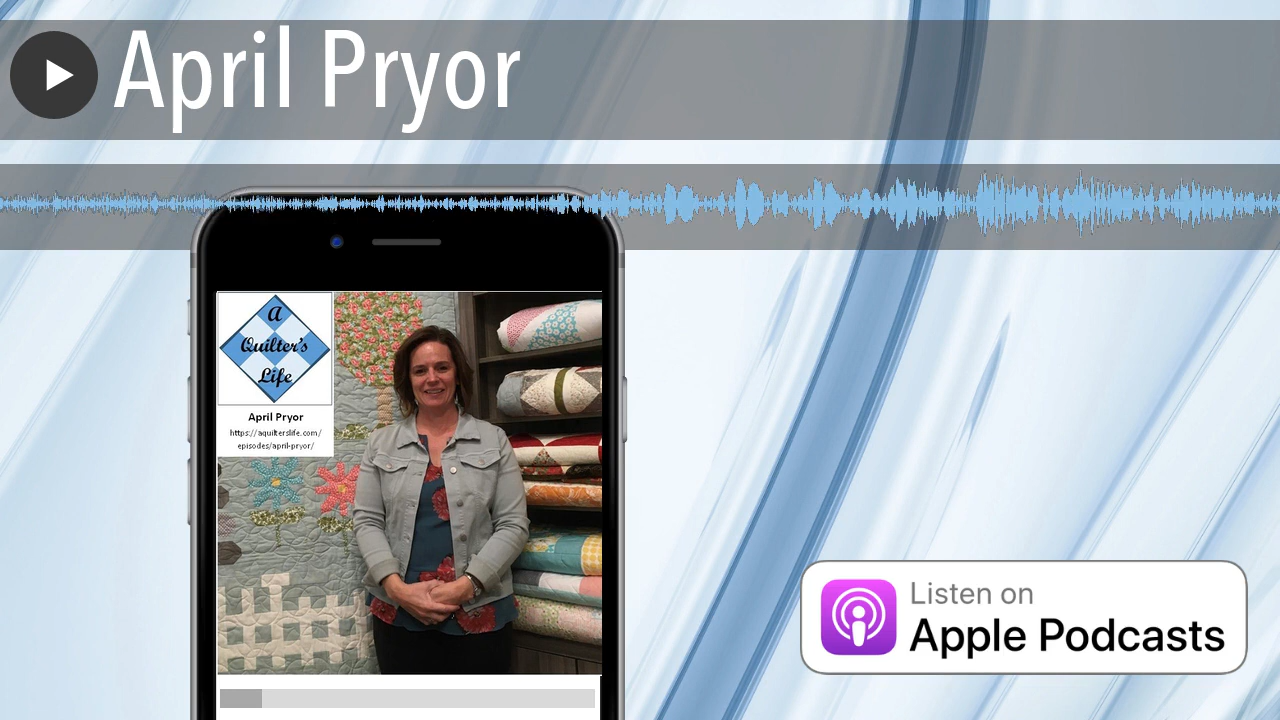 April Pryor
A
Quilter's
Life
April Pryor
https://aquilterslife.com/
episodes/april-pryor/
Listen on
Apple Podcasts